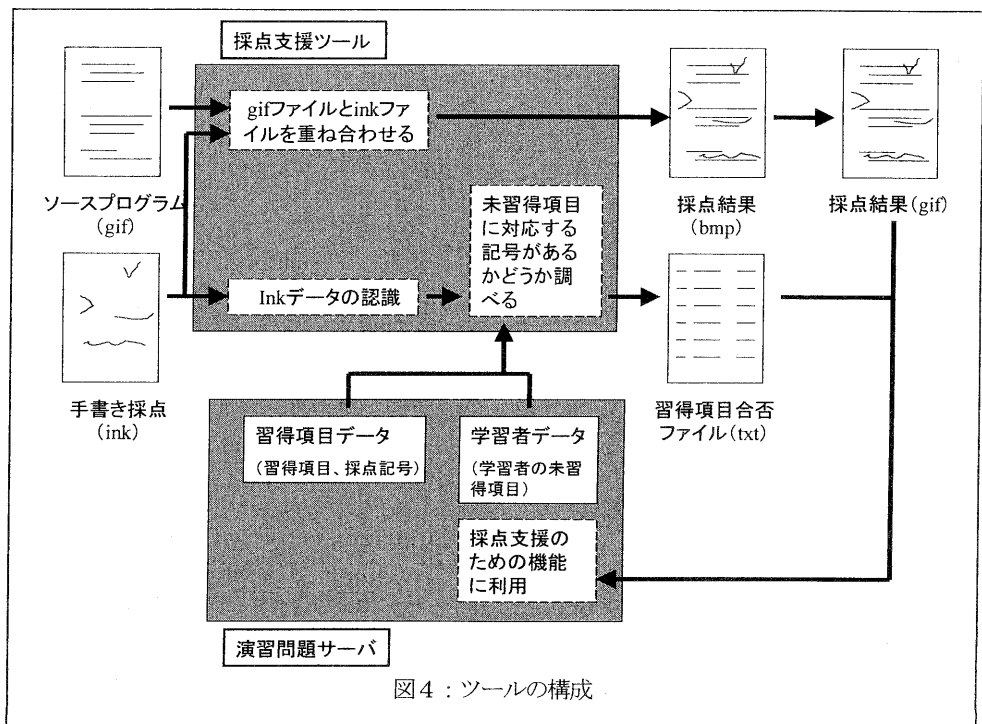 採点支援ツール
gifファイルとinkファ
イルを重ね合わせる
ソースプログラム
(gif)
未習得項目
に対応する
記号がある
かどうか調
べる
採点結果
(bmp)
採点結果(gif)
Inkデータの認識
手書き採点
(ink)
習得項目合否
ファイル(txt)
習得項目データ
(習得項目、採点記号)
学習者データ
(学習者の未習
得項目)
採点支援の
ための機能
に利用
演習問題サーバ
図4：ツールの構成